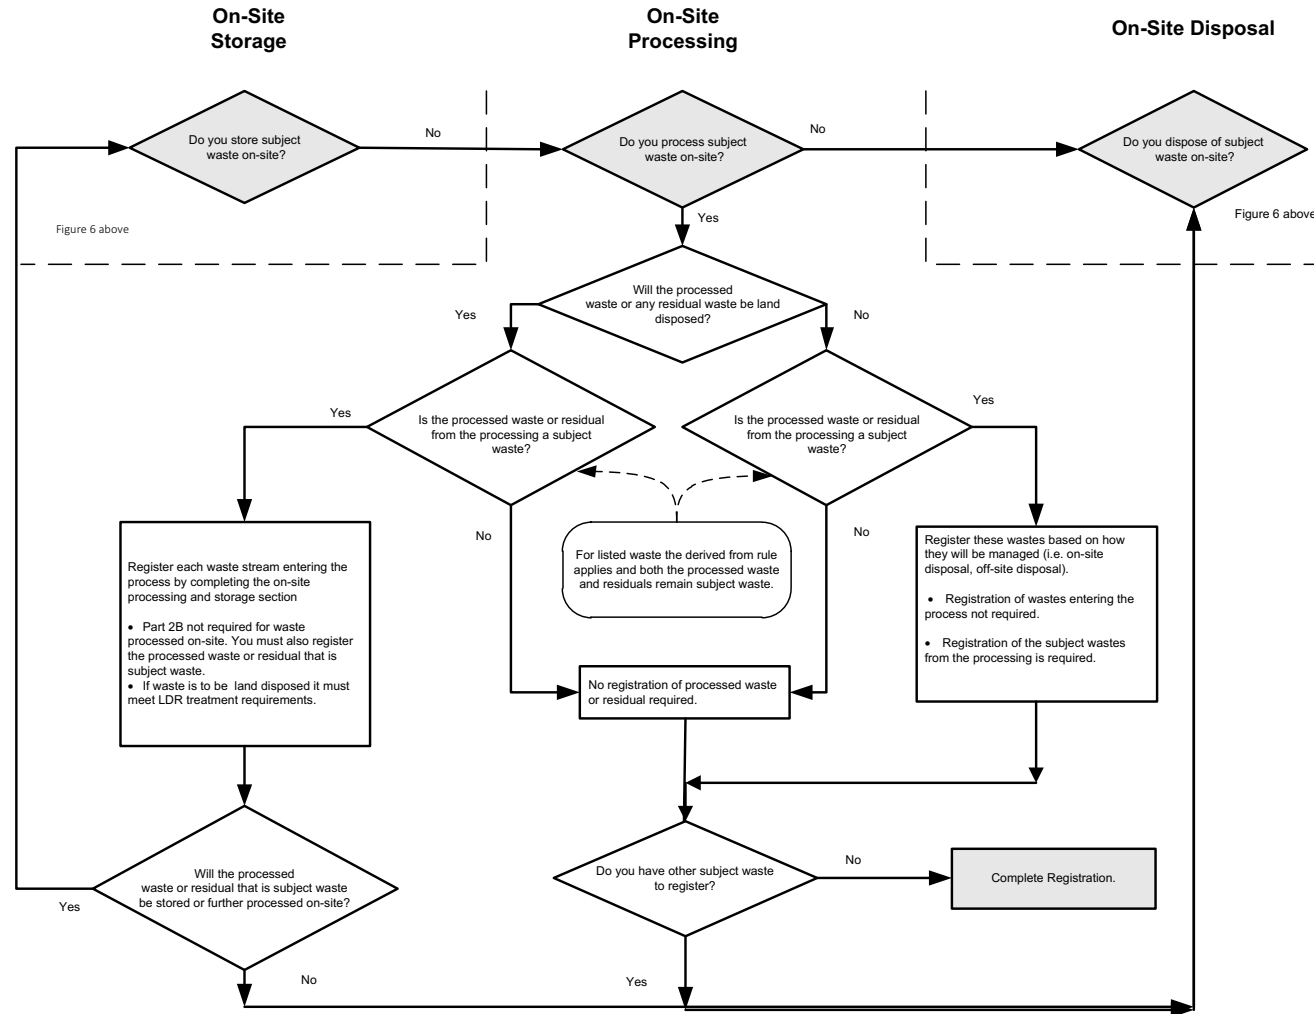 On-Site
Storage
On-Site
Processing
On-Site Disposal
Do you store subject
waste on-site?
No
Do you process subject
waste on-site?
No
Do you dispose of subject
waste on-site?
Figure 6 above
Yes
Figure 6 above
Will the processed
waste or any residual waste be land
disposed?
Yes
No
Is the processed waste or residual
from the processing a subject
waste?
Yes
Is the processed waste or residual
from the processing a subject
waste?
Yes
No
No
For listed waste the derived from rule
applies and both the processed waste
and residuals remain subject waste.
Register each waste stream entering the
process by completing the on-site
processing and storage section
• Part 2B not required for waste
processed on-site. You must also register
the processed waste or residual that is
subject waste.
• If waste is to be land disposed it must
meet LDR treatment requirements.
Register these wastes based on how
they will be managed (i.e. on-site
disposal, off-site disposal).
• Registration of wastes entering the
process not required.
• Registration of the subject wastes
from the processing is required.
No registration of processed waste
or residual required.
Will the processed
waste or residual that is subject waste
be stored or further processed on-site?
Yes
No
Do you have other subject waste
to register?
No
Complete Registration.
Yes